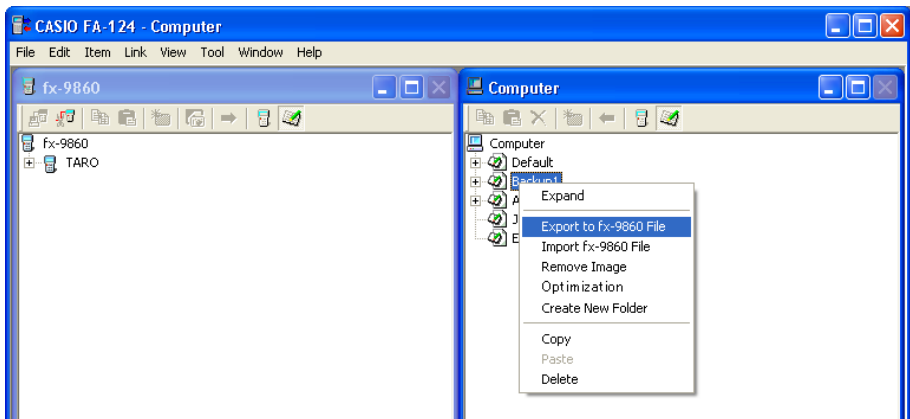 CASIO FA-124 - Computer
File Edit Item Link View Tool Window Help
fx-9860
fx-9860
TARO
Computer
Computer
Default
Backup1
A
J
E
Expand
Export to fx-9860 File
Import fx-9860 File
Remove Image
Optimization
Create New Folder
Copy
Paste
Delete